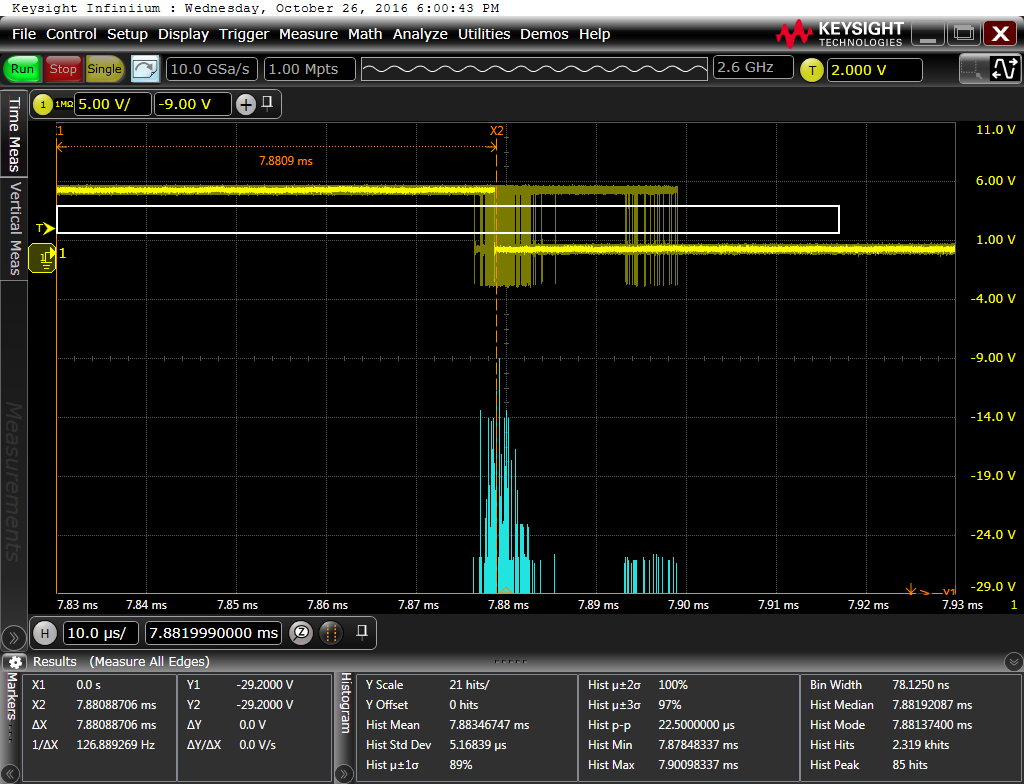 Keysight Infiniium : Wednesday, October 26, 2016 6:00:43 PM
File Control Setup Display Trigger Measure Math Analyze Utilities Demos Help
KEYSIGHT TECHNOLOGIES
Run Stop Single 10.0 GSa/s 1.00 Mpts 2.6 GHz T 2.000 V
1 1MΩ 5.00 V/ -9.00 V
Time Meas
Vertical Meas
Measurements
1 X2 11.0 V
7.8809 ms
6.00 V
T
1.00 V
1 1
-4.00 V
-9.00 V
-14.0 V
-19.0 V
-24.0 V
-29.0 V
Y1
7.83 ms 7.84 ms 7.85 ms 7.86 ms 7.87 ms 7.88 ms 7.89 ms 7.90 ms 7.91 ms 7.92 ms 7.93 ms 1
H 10.0 µs/ 7.8819990000 ms
Results (Measure All Edges)
Markers...
X1 0.0 s
X2 7.88088706 ms
ΔX 7.88088706 ms
1/ΔX 126.889269 Hz
Y1 -29.2000 V
Y2 -29.2000 V
ΔY 0.0 V
ΔY/ΔX 0.0 V/s
Histogram
Y Scale 21 hits/
Y Offset 0 hits
Hist Mean 7.88346747 ms
Hist Std Dev 5.16839 µs
Hist µ±1σ 89%
Hist µ±2σ 100%
Hist µ±3σ 97%
Hist p-p 22.5000000 µs
Hist Min 7.87848337 ms
Hist Max 7.90098337 ms
Bin Width 78.1250 ns
Hist Median 7.88192087 ms
Hist Mode 7.88137400 ms
Hist Hits 2.319 khits
Hist Peak 85 hits